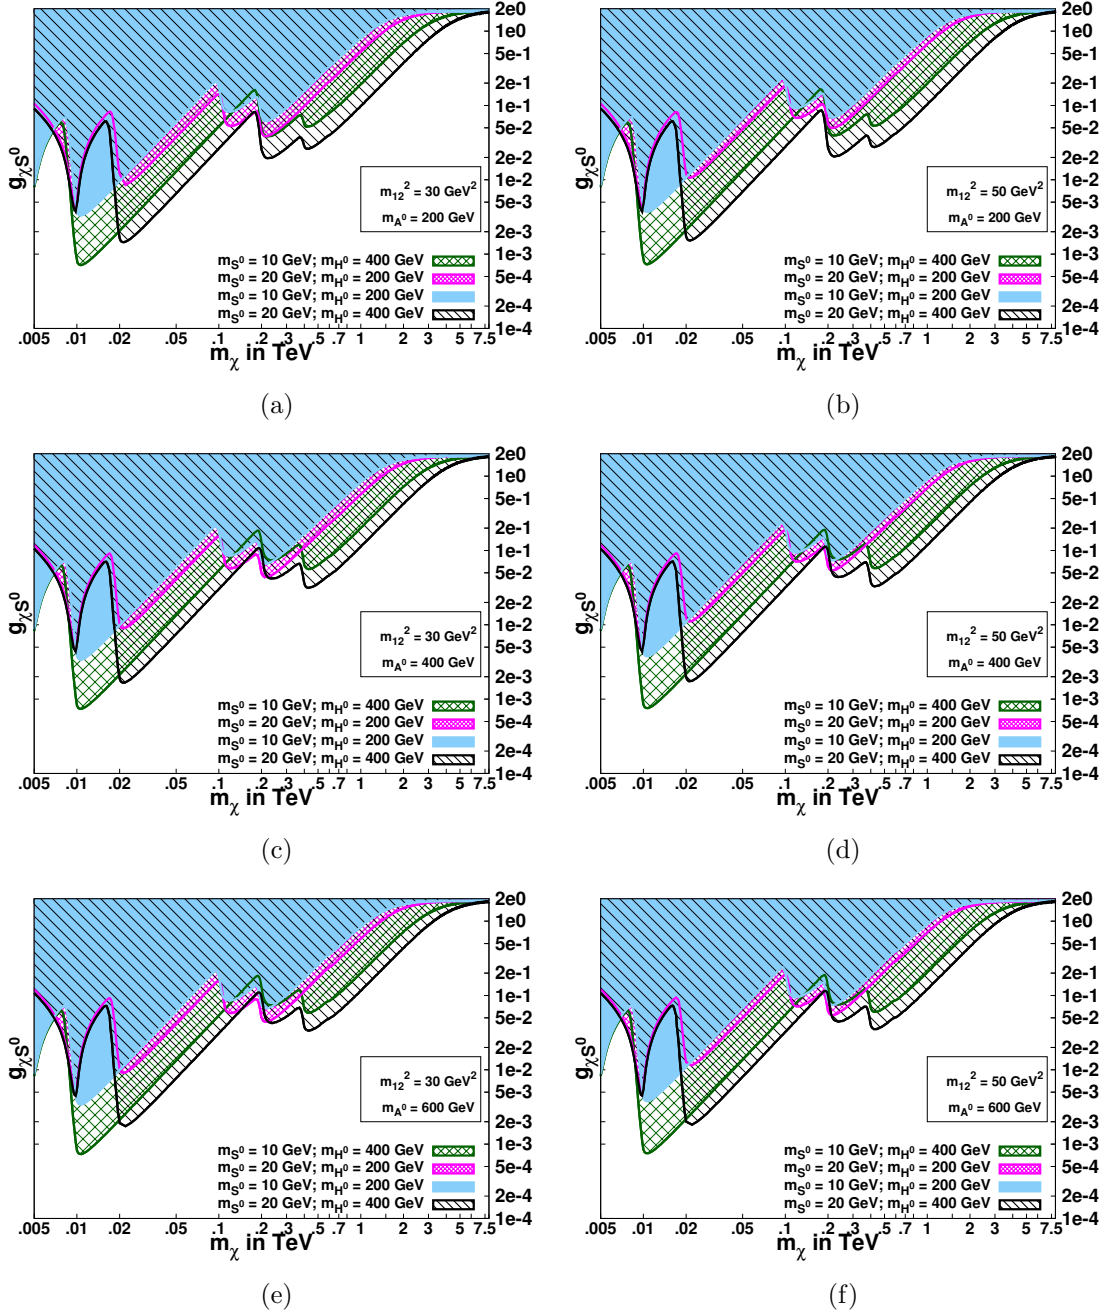 2e0
1e0
5e-1
2e-1
1e-1
5e-2
2e-2
1e-2
5e-3
2e-3
1e-3
5e-4
2e-4
1e-4
gχS⁰
m₁₂² = 30 GeV²
mA⁰ = 200 GeV
mS⁰ = 10 GeV; mH⁰ = 400 GeV
mS⁰ = 20 GeV; mH⁰ = 200 GeV
mS⁰ = 10 GeV; mH⁰ = 200 GeV
mS⁰ = 20 GeV; mH⁰ = 400 GeV
.005 .01 .02 .05 .1 .2 .3 .5 .7 1 2 3 5 7.5
mχ in TeV
(a)
2e0
1e0
5e-1
2e-1
1e-1
5e-2
2e-2
1e-2
5e-3
2e-3
1e-3
5e-4
2e-4
1e-4
gχS⁰
m₁₂² = 50 GeV²
mA⁰ = 200 GeV
mS⁰ = 10 GeV; mH⁰ = 400 GeV
mS⁰ = 20 GeV; mH⁰ = 200 GeV
mS⁰ = 10 GeV; mH⁰ = 200 GeV
mS⁰ = 20 GeV; mH⁰ = 400 GeV
.005 .01 .02 .05 0.1 .2 .3 .5 .7 1 2 3 5 7.5
mχ in TeV
(b)
2e0
1e0
5e-1
2e-1
1e-1
5e-2
2e-2
1e-2
5e-3
2e-3
1e-3
5e-4
2e-4
1e-4
gχS⁰
m₁₂² = 30 GeV²
mA⁰ = 400 GeV
mS⁰ = 10 GeV; mH⁰ = 400 GeV
mS⁰ = 20 GeV; mH⁰ = 200 GeV
mS⁰ = 10 GeV; mH⁰ = 200 GeV
mS⁰ = 20 GeV; mH⁰ = 400 GeV
.005 .01 .02 .05 .1 .2 .3 .5 .7 1 2 3 5 7.5
mχ in TeV
(c)
2e0
1e0
5e-1
2e-1
1e-1
5e-2
2e-2
1e-2
5e-3
2e-3
1e-3
5e-4
2e-4
1e-4
gχS⁰
m₁₂² = 50 GeV²
mA⁰ = 400 GeV
mS⁰ = 10 GeV; mH⁰ = 400 GeV
mS⁰ = 20 GeV; mH⁰ = 200 GeV
mS⁰ = 10 GeV; mH⁰ = 200 GeV
mS⁰ = 20 GeV; mH⁰ = 400 GeV
.005 .01 .02 .05 0.1 .2 .3 .5 .7 1 2 3 5 7.5
mχ in TeV
(d)
2e0
1e0
5e-1
2e-1
1e-1
5e-2
2e-2
1e-2
5e-3
2e-3
1e-3
5e-4
2e-4
1e-4
gχS⁰
m₁₂² = 30 GeV²
mA⁰ = 600 GeV
mS⁰ = 10 GeV; mH⁰ = 400 GeV
mS⁰ = 20 GeV; mH⁰ = 200 GeV
mS⁰ = 10 GeV; mH⁰ = 200 GeV
mS⁰ = 20 GeV; mH⁰ = 400 GeV
.005 .01 .02 .05 .1 .2 .3 .5 .7 1 2 3 5 7.5
mχ in TeV
(e)
2e0
1e0
5e-1
2e-1
1e-1
5e-2
2e-2
1e-2
5e-3
2e-3
1e-3
5e-4
2e-4
1e-4
gχS⁰
m₁₂² = 50 GeV²
mA⁰ = 600 GeV
mS⁰ = 10 GeV; mH⁰ = 400 GeV
mS⁰ = 20 GeV; mH⁰ = 200 GeV
mS⁰ = 10 GeV; mH⁰ = 200 GeV
mS⁰ = 20 GeV; mH⁰ = 400 GeV
.005 .01 .02 .05 0.1 .2 .3 .5 .7 1 2 3 5 7.5
mχ in TeV
(f)